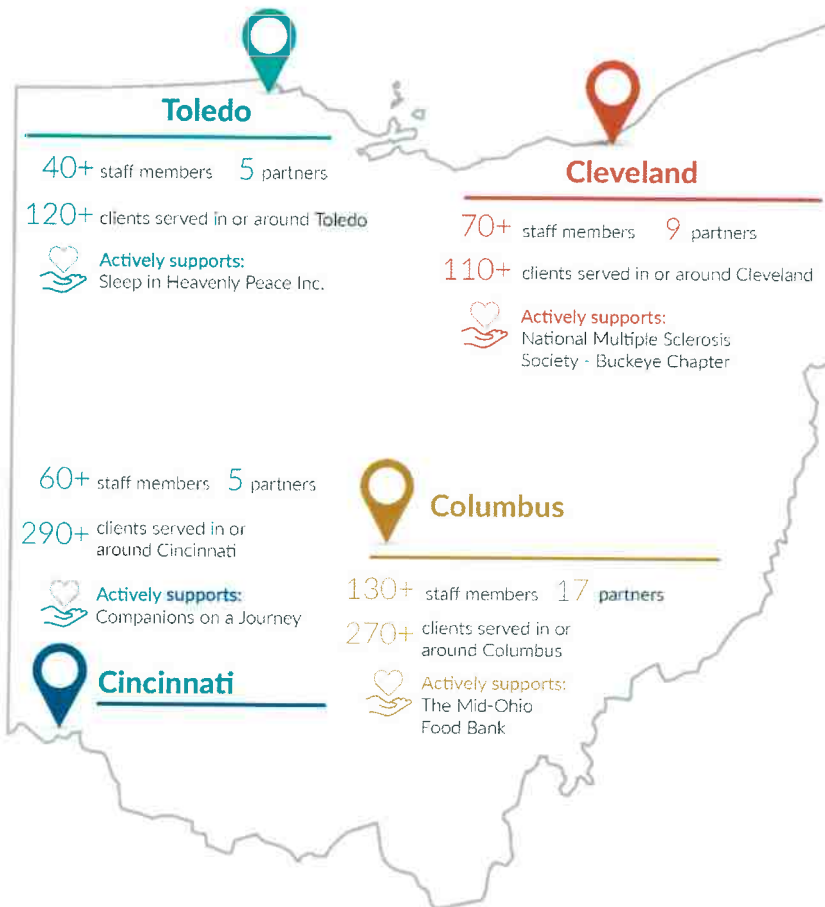 Toledo
40+ staff members 5 partners
120+ clients served in or around Toledo
Actively supports:
Sleep in Heavenly Peace Inc.
Cleveland
70+ staff members 9 partners
110+ clients served in or around Cleveland
Actively supports:
National Multiple Sclerosis
Society - Buckeye Chapter
60+ staff members 5 partners
290+ clients served in or
around Cincinnati
Actively supports:
Companions on a Journey
Cincinnati
Columbus
130+ staff members 17 partners
270+ clients served in or
around Columbus
Actively supports:
The Mid-Ohio
Food Bank